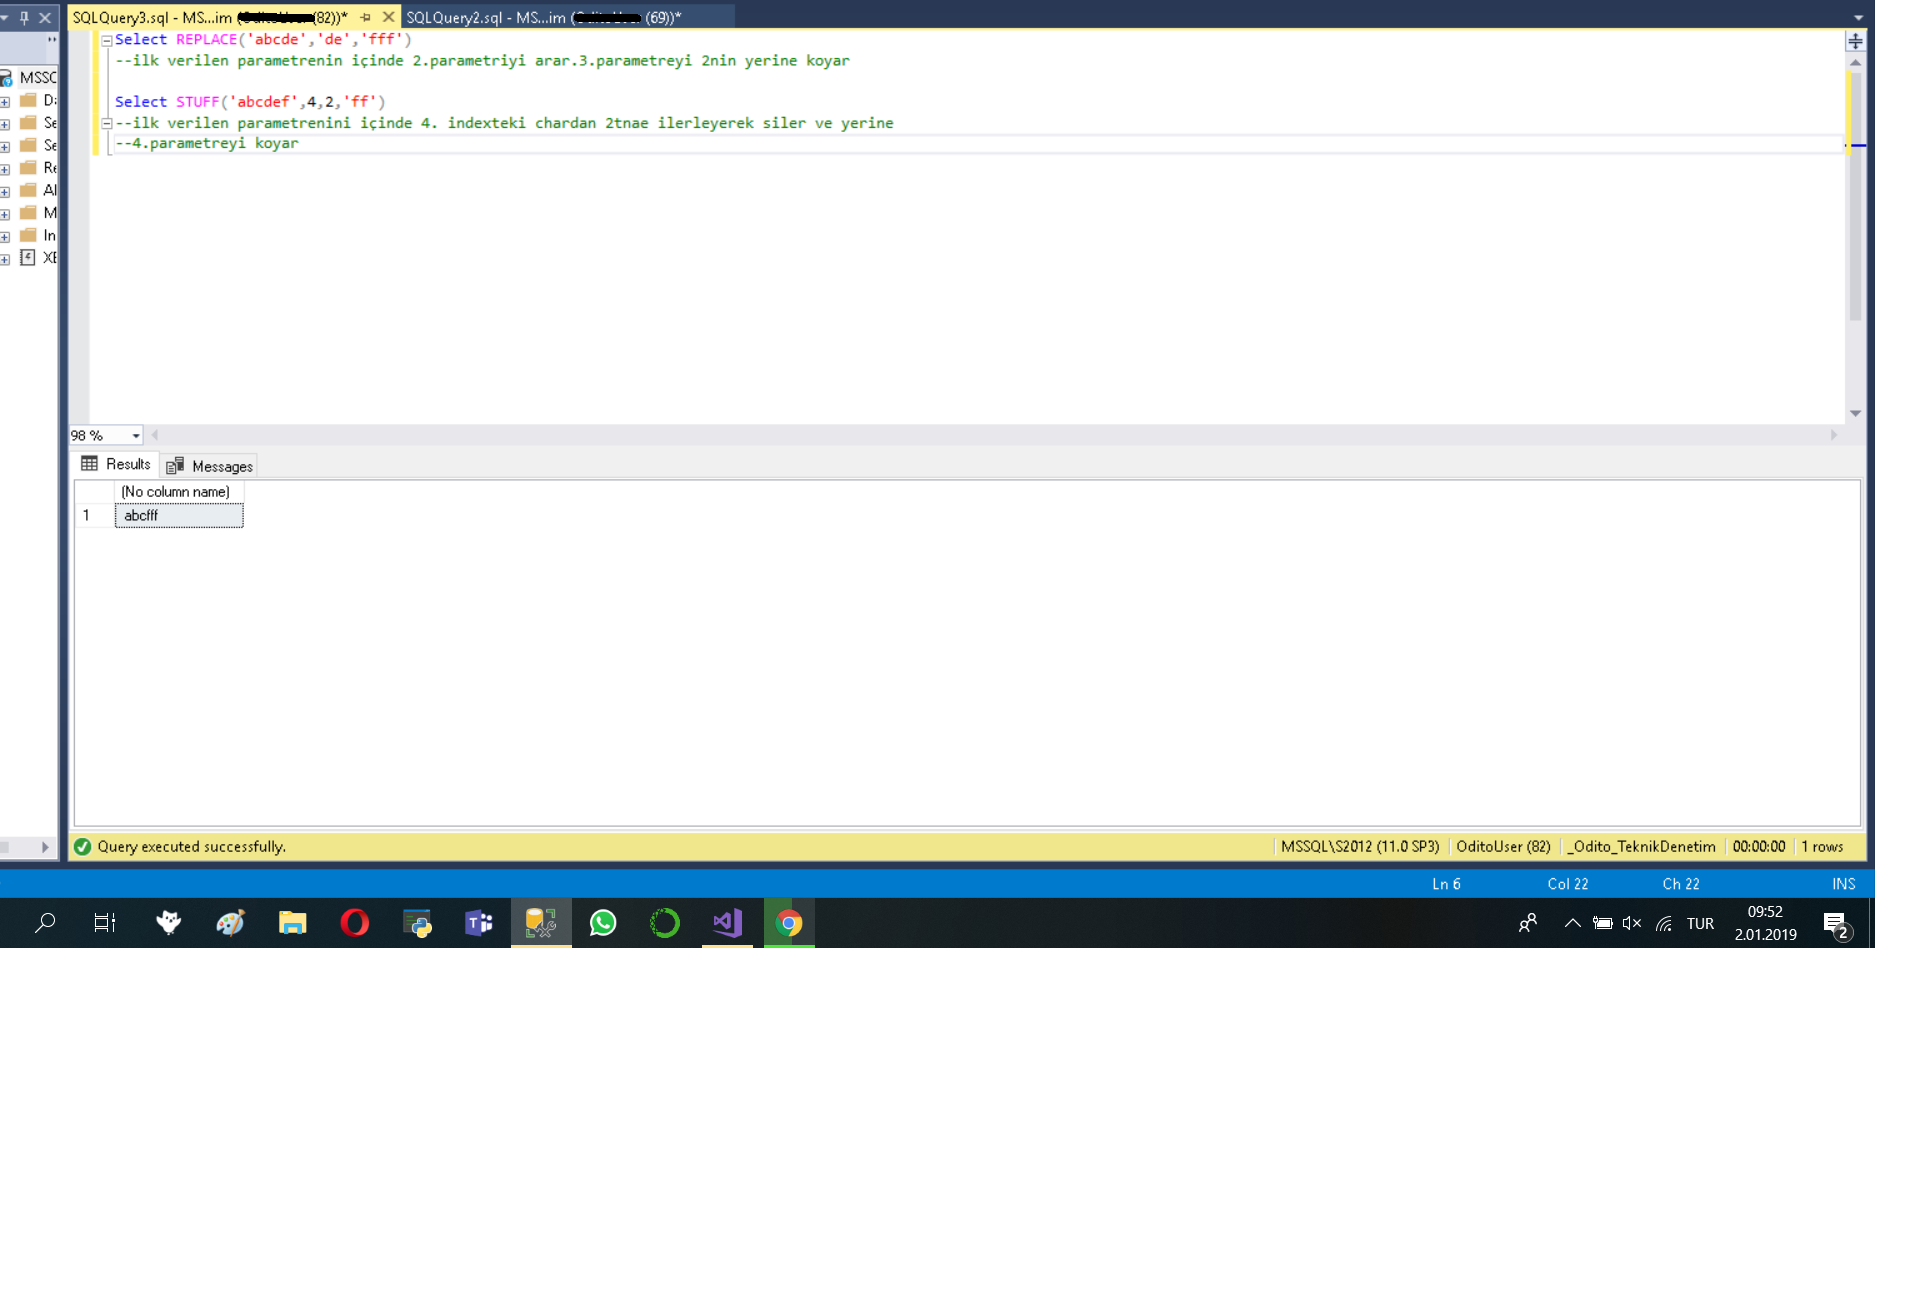 SQLQuery3.sql - MS...im ( (82))* SQLQuery2.sql - MS...im ( (69))*
Select REPLACE('abcde','de','fff')
--ilk verilen parametrenin içinde 2.parametriyi arar.3.parametreyi 2nin yerine koyar
Select STUFF('abcdef',4,2,'ff')
--ilk verilen parametrenini içinde 4. indexteki chardan 2tnae ilerleyerek siler ve yerine
--4.parametreyi koyar
MSSQ
Se
Se
Re
Al
M
In
XE
98 %
Results Messages
(No column name)
1 abcfff
Query executed successfully. MSSQL\S2012 (11.0 SP3) OditoUser (82) _Odito_TeknikDenetim 00:00:00 1 rows
Ln 6 Col 22 Ch 22 INS
TUR 09:52
2.01.2019
2